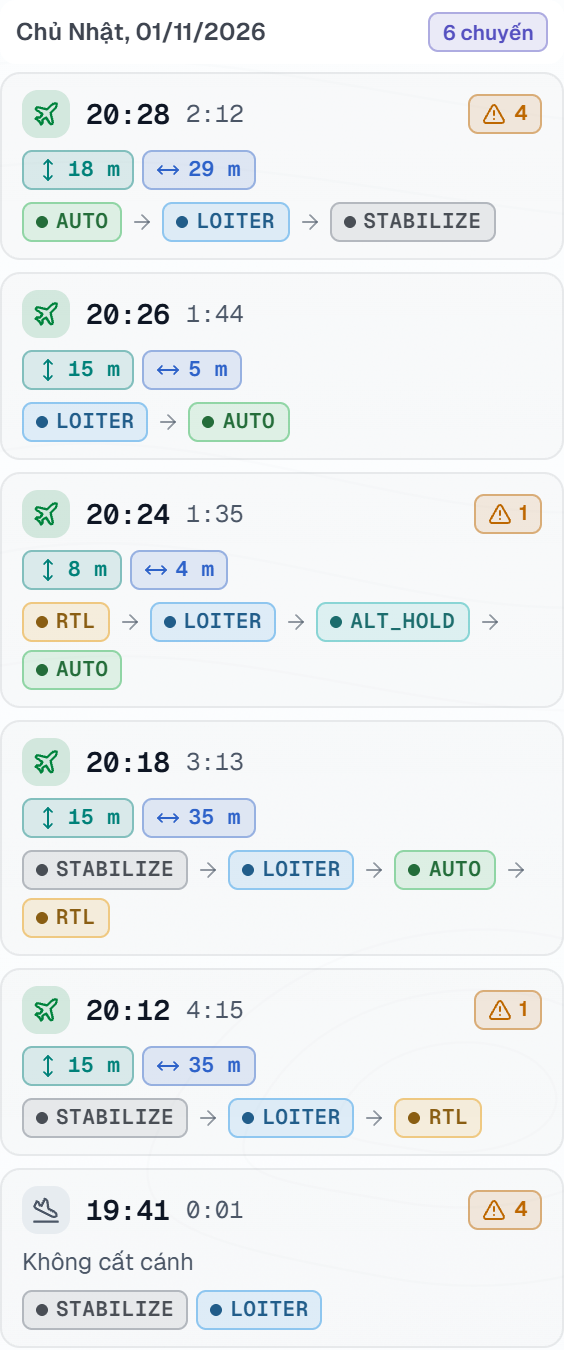 Chủ Nhật, 01/11/2026 6 chuyến
20:28 2:12 4
18 m 29 m
AUTO → LOITER → STABILIZE
20:26 1:44
15 m 5 m
LOITER → AUTO
20:24 1:35 1
8 m 4 m
RTL → LOITER → ALT_HOLD →
AUTO
20:18 3:13
15 m 35 m
STABILIZE → LOITER → AUTO →
RTL
20:12 4:15 1
15 m 35 m
STABILIZE → LOITER → RTL
19:41 0:01 4
Không cất cánh
STABILIZE LOITER